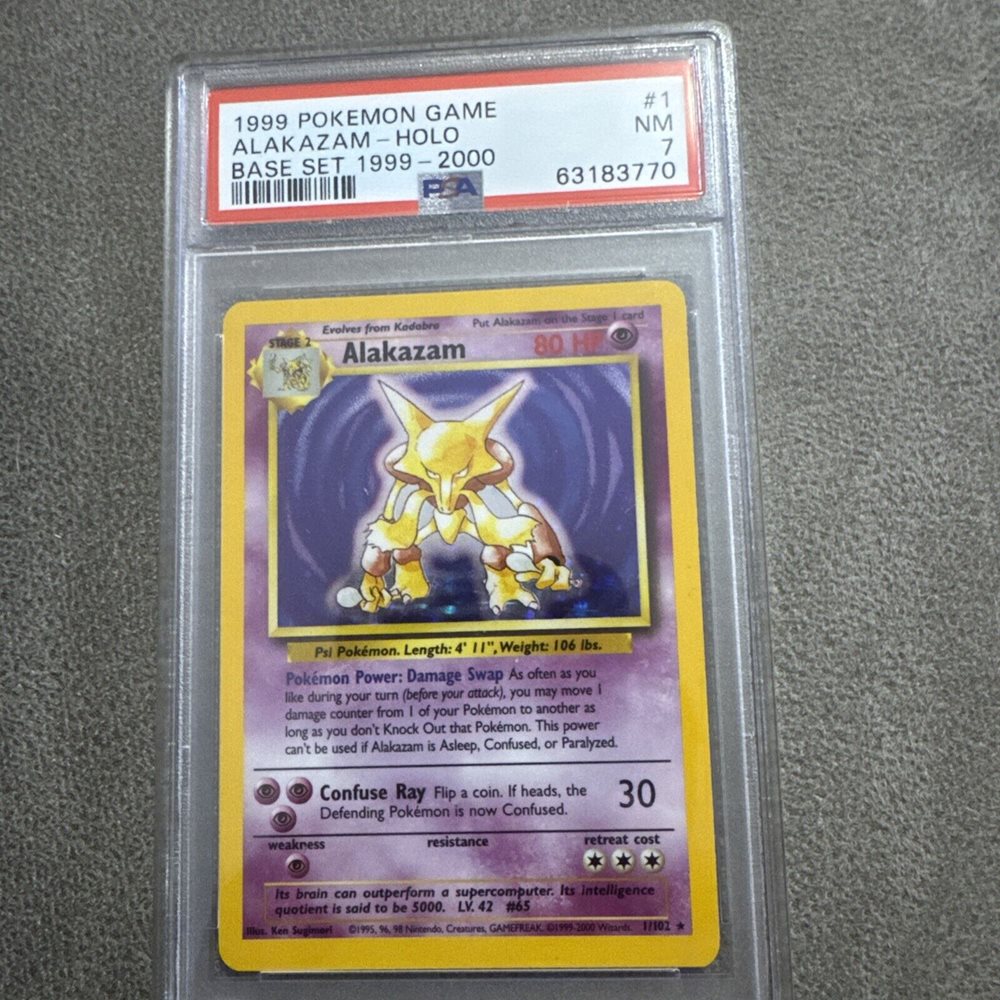 1999 POKEMON GAME #1
ALAKAZAM - HOLO NM
BASE SET 1999 - 2000 7
PSA 63183770
Evolves from Kadabra Put Alakazam on the Stage 1 card
STAGE 2 Alakazam 80 HP
Psi Pokémon. Length: 4' 11", Weight: 106 lbs.
Pokémon Power: Damage Swap As often as you
like during your turn (before your attack), you may move 1
damage counter from 1 of your Pokémon to another as
long as you don't Knock Out that Pokémon. This power
can't be used if Alakazam is Asleep, Confused, or Paralyzed.
Confuse Ray Flip a coin. If heads, the 30
Defending Pokémon is now Confused.
weakness resistance retreat cost
Its brain can outperform a supercomputer. Its intelligence
quotient is said to be 5000. LV. 42 #65
Illus. Ken Sugimori ©1995, 96, 98 Nintendo, Creatures, GAMEFREAK. ©1999-2000 Wizards. 1/102 ★